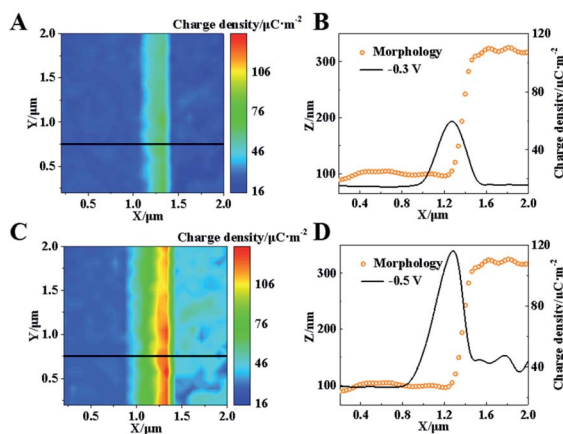 A
Charge density/μC·m⁻²
2.0
1.5
1.0
0.5
Y/μm
0.5 1.0 1.5 2.0
X/μm
106
76
46
16
B
300
200
100
Z/nm
Morphology
-0.3 V
120
80
40
Charge density/μC·m⁻²
0.4 0.8 1.2 1.6 2.0
X/μm
C
Charge density/μC·m⁻²
2.0
1.5
1.0
0.5
Y/μm
0.5 1.0 1.5 2.0
X/μm
106
76
46
16
D
300
200
100
Z/nm
Morphology
-0.5 V
120
80
40
Charge density/μC·m⁻²
0.4 0.8 1.2 1.6 2.0
X/μm